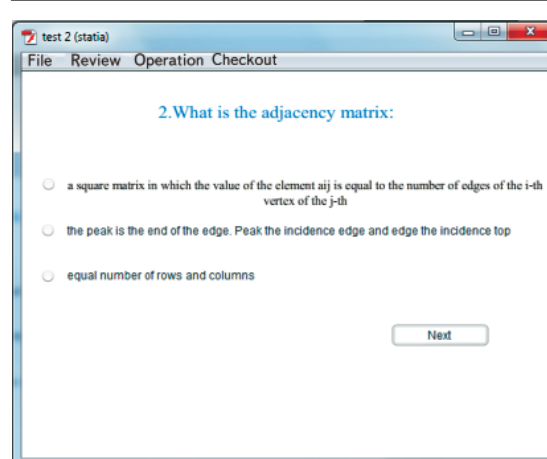 test 2 (statia)
File Review Operation Checkout
2.What is the adjacency matrix:
a square matrix in which the value of the element aij is equal to the number of edges of the i-th
vertex of the j-th
the peak is the end of the edge. Peak the incidence edge and edge the incidence top
equal number of rows and columns
Next